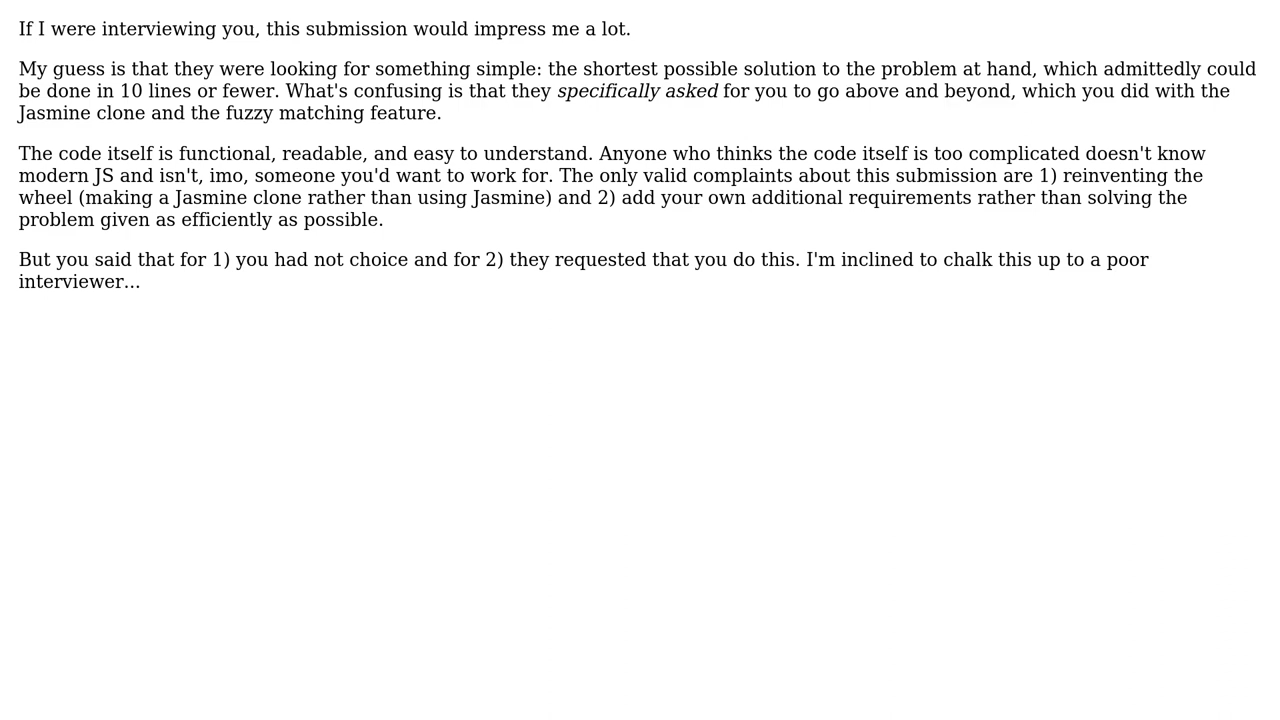 If I were interviewing you, this submission would impress me a lot.
My guess is that they were looking for something simple: the shortest possible solution to the problem at hand, which admittedly could
be done in 10 lines or fewer. What's confusing is that they specifically asked for you to go above and beyond, which you did with the
Jasmine clone and the fuzzy matching feature.
The code itself is functional, readable, and easy to understand. Anyone who thinks the code itself is too complicated doesn't know
modern JS and isn't, imo, someone you'd want to work for. The only valid complaints about this submission are 1) reinventing the
wheel (making a Jasmine clone rather than using Jasmine) and 2) add your own additional requirements rather than solving the
problem given as efficiently as possible.
But you said that for 1) you had not choice and for 2) they requested that you do this. I'm inclined to chalk this up to a poor
interviewer...